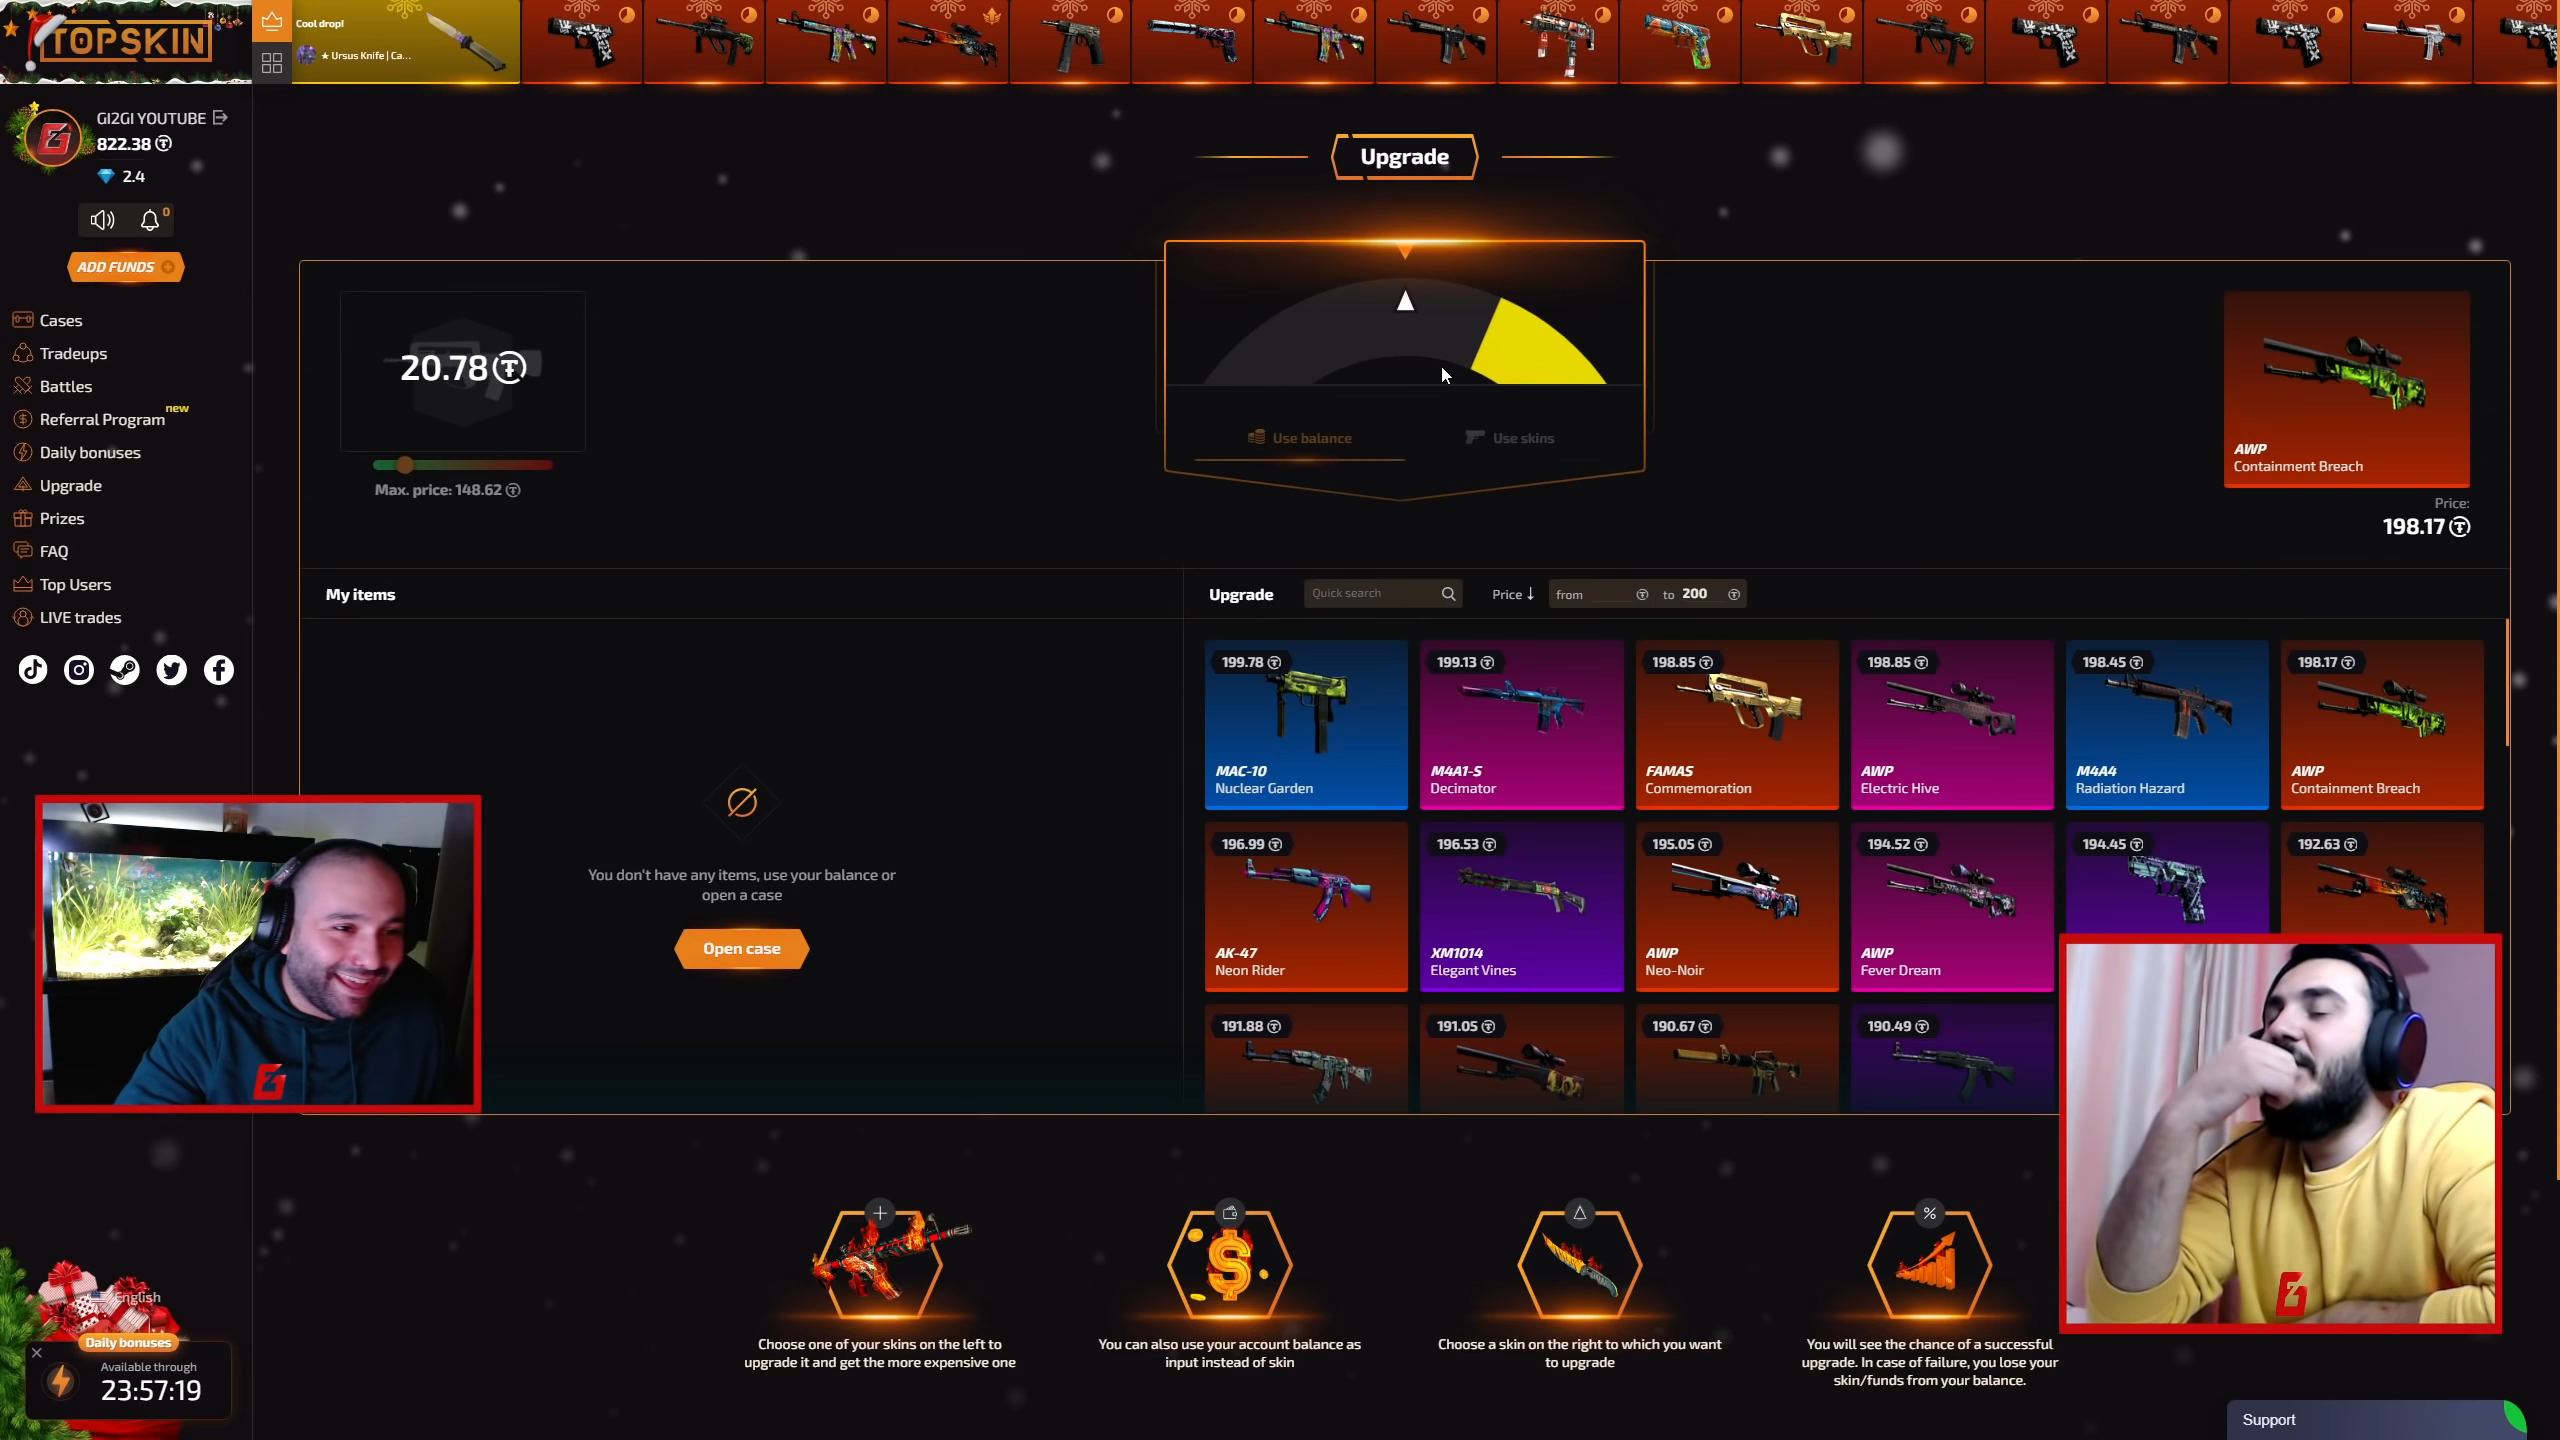 TOPSKIN
Cool drop!
★ Ursus Knife | Ca...
GI2GI YOUTUBE
822.38
2.4
0
ADD FUNDS
Cases
Tradeups
Battles
Referral Program new
Daily bonuses
Upgrade
Prizes
FAQ
Top Users
LIVE trades
Upgrade
20.78
Max. price: 148.62
Use balance
Use skins
AWP
Containment Breach
Price:
198.17
My items
Upgrade
Quick search
Price ↓
from
to 200
You don't have any items, use your balance or
open a case
Open case
199.78
MAC-10
Nuclear Garden
199.13
M4A1-S
Decimator
198.85
FAMAS
Commemoration
198.85
AWP
Electric Hive
198.45
M4A4
Radiation Hazard
198.17
AWP
Containment Breach
196.99
AK-47
Neon Rider
196.53
XM1014
Elegant Vines
195.05
AWP
Neo-Noir
194.52
AWP
Fever Dream
194.45
192.63
191.88
191.05
190.67
190.49
Choose one of your skins on the left to
upgrade it and get the more expensive one
You can also use your account balance as
input instead of skin
Choose a skin on the right to which you want
to upgrade
%
You will see the chance of a successful
upgrade. In case of failure, you lose your
skin/funds from your balance.
English
Daily bonuses
Available through
23:57:19
Support